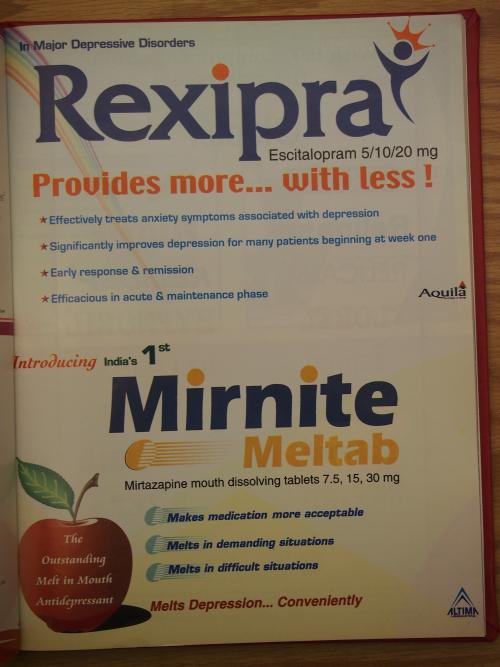 In Major Depressive Disorders
Rexipra
Escitalopram 5/10/20 mg
Provides more... with less !
★Effectively treats anxiety symptoms associated with depression
★Significantly improves depression for many patients beginning at week one
★Early response & remission
★Efficacious in acute & maintenance phase
Aquila
Introducing India's 1st
Mirnite
Meltab
Mirtazapine mouth dissolving tablets 7.5, 15, 30 mg
Makes medication more acceptable
Melts in demanding situations
Melts in difficult situations
The
Outstanding
Melt in Mouth
Antidepressant
Melts Depression... Conveniently
ALTIMA